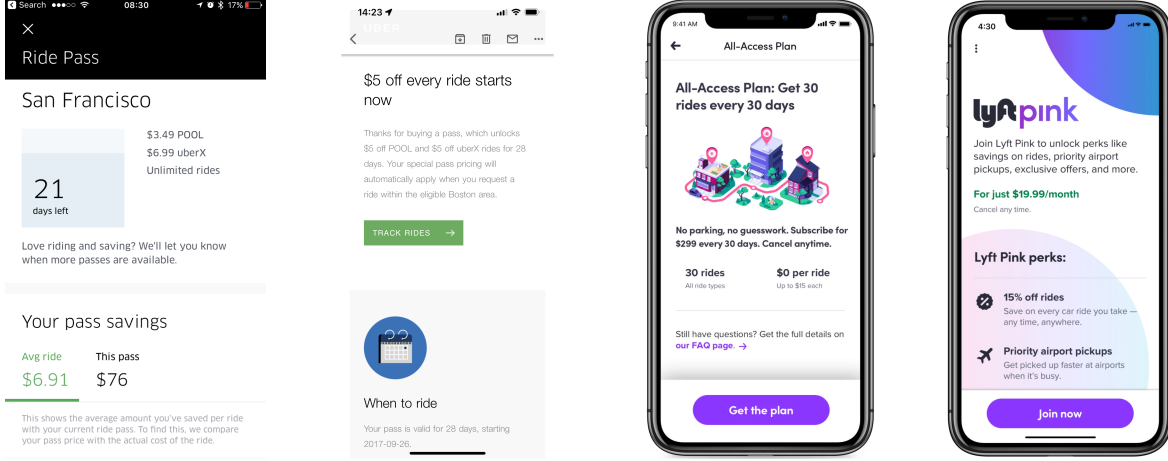 Search
08:30
17%
Ride Pass
San Francisco
$3.49 POOL
$6.99 uberX
Unlimited rides
21
days left
Love riding and saving? We'll let you know
when more passes are available.
Your pass savings
Avg ride
This pass
$6.91
$76
This shows the average amount you've saved per ride
with your current ride pass. To find this, we compare
your pass price with the actual cost of the ride.
14:23
UBER
$5 off every ride starts
now
Thanks for buying a pass, which unlocks
$5 off POOL and $5 off uberX rides for 28
days. Your special pass pricing will
automatically apply when you request a
ride within the eligible Boston area.
TRACK RIDES →
When to ride
Your pass is valid for 28 days, starting
2017-09-26.
9:41 AM
All-Access Plan
All-Access Plan: Get 30
rides every 30 days
No parking, no guesswork. Subscribe for
$299 every 30 days. Cancel anytime.
30 rides
All ride types
$0 per ride
Up to $15 each
Still have questions? Get the full details on
our FAQ page. →
Get the plan
4:30
lyft pink
Join Lyft Pink to unlock perks like
savings on rides, priority airport
pickups, exclusive offers, and more.
For just $19.99/month
Cancel any time.
Lyft Pink perks:
15% off rides
Save on every car ride you take —
any time, anywhere.
Priority airport pickups
Get picked up faster at airports
when it's busy.
Join now